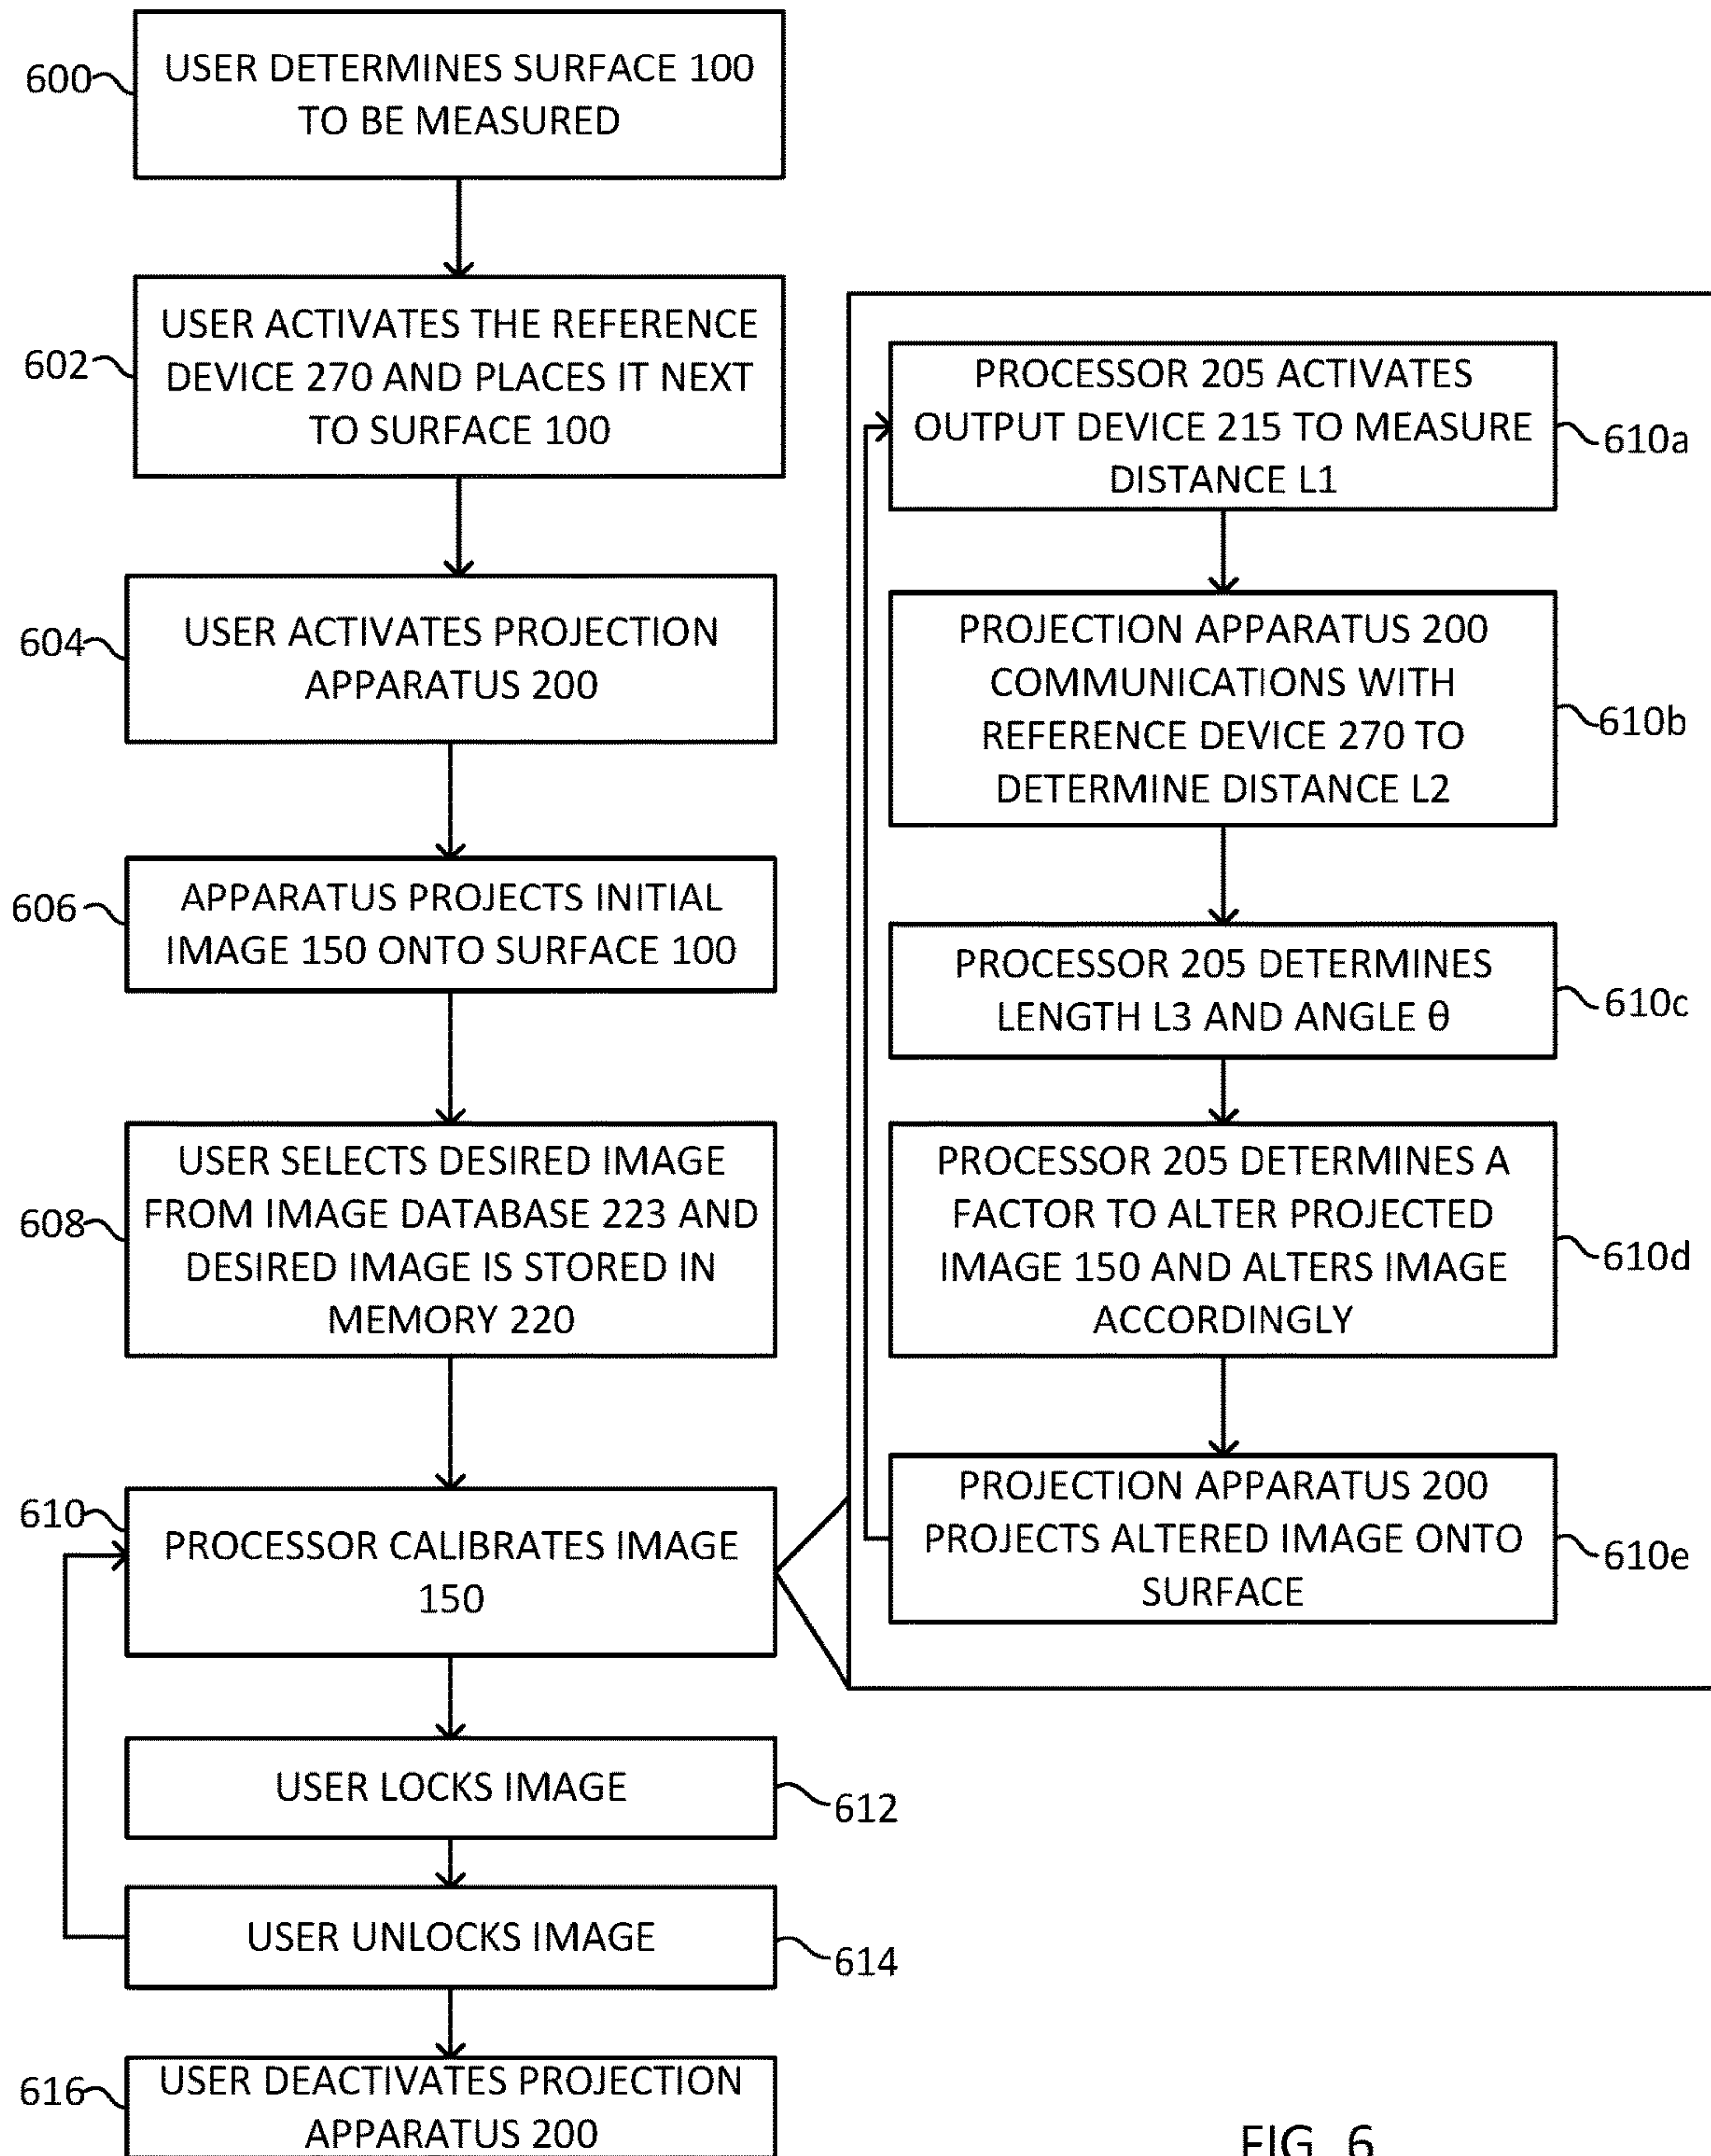 600
USER DETERMINES SURFACE 100
TO BE MEASURED
602
USER ACTIVATES THE REFERENCE
DEVICE 270 AND PLACES IT NEXT
TO SURFACE 100
604
USER ACTIVATES PROJECTION
APPARATUS 200
606
APPARATUS PROJECTS INITIAL
IMAGE 150 ONTO SURFACE 100
608
USER SELECTS DESIRED IMAGE
FROM IMAGE DATABASE 223 AND
DESIRED IMAGE IS STORED IN
MEMORY 220
610
PROCESSOR CALIBRATES IMAGE
150
PROCESSOR 205 ACTIVATES
OUTPUT DEVICE 215 TO MEASURE
DISTANCE L1
610a
PROJECTION APPARATUS 200
COMMUNICATIONS WITH
REFERENCE DEVICE 270 TO
DETERMINE DISTANCE L2
610b
PROCESSOR 205 DETERMINES
LENGTH L3 AND ANGLE θ
610c
PROCESSOR 205 DETERMINES A
FACTOR TO ALTER PROJECTED
IMAGE 150 AND ALTERS IMAGE
ACCORDINGLY
610d
PROJECTION APPARATUS 200
PROJECTS ALTERED IMAGE ONTO
SURFACE
610e
USER LOCKS IMAGE
612
USER UNLOCKS IMAGE
614
616
USER DEACTIVATES PROJECTION
APPARATUS 200
FIG. 6